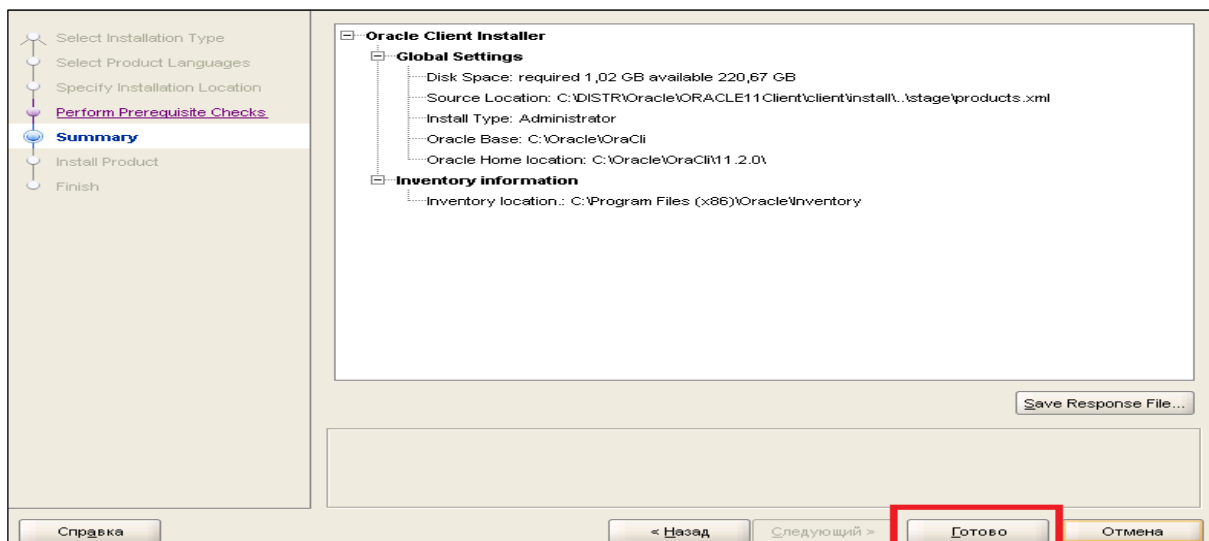 Select Installation Type
Select Product Languages
Specify Installation Location
Perform Prerequisite Checks
Summary
Install Product
Finish
Oracle Client Installer
Global Settings
Disk Space: required 1,02 GB available 220,67 GB
Source Location: C:\DISTR\Oracle\ORACLE11Client\client\install\..\stage\products.xml
Install Type: Administrator
Oracle Base: C:\Oracle\OraCli
Oracle Home location: C:\Oracle\OraCli\11.2.0\
Inventory information
Inventory location.: C:\Program Files (x86)\Oracle\Inventory
Save Response File...
Справка
< Назад
Следующий >
Готово
Отмена